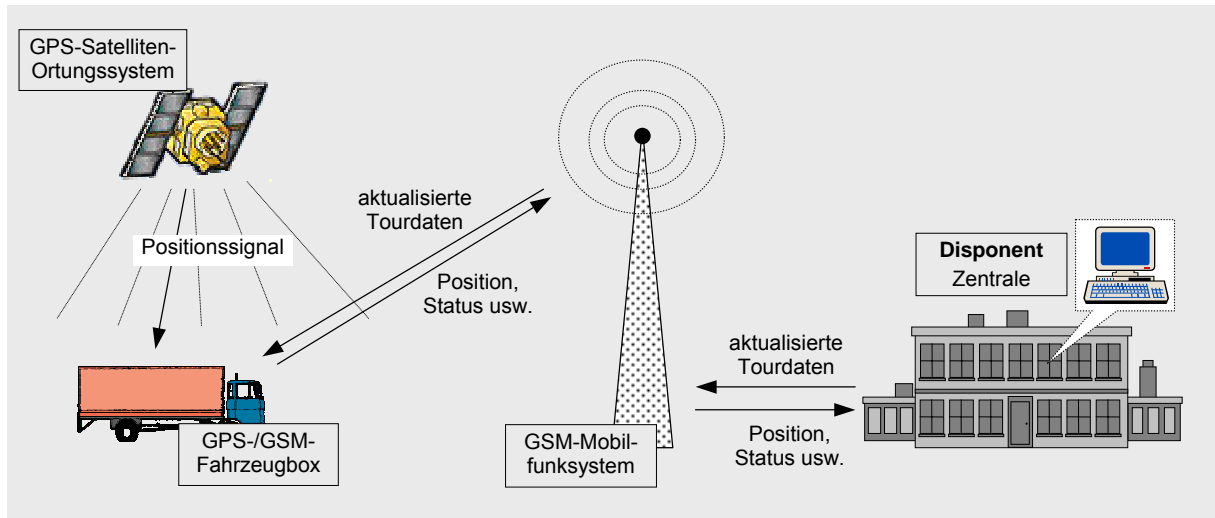 GPS-Satelliten-
Ortungssystem
Positionssignal
aktualisierte
Tourdaten
Position,
Status usw.
GPS-/GSM-
Fahrzeugbox
GSM-Mobil-
funksystem
aktualisierte
Tourdaten
Position,
Status usw.
Disponent
Zentrale